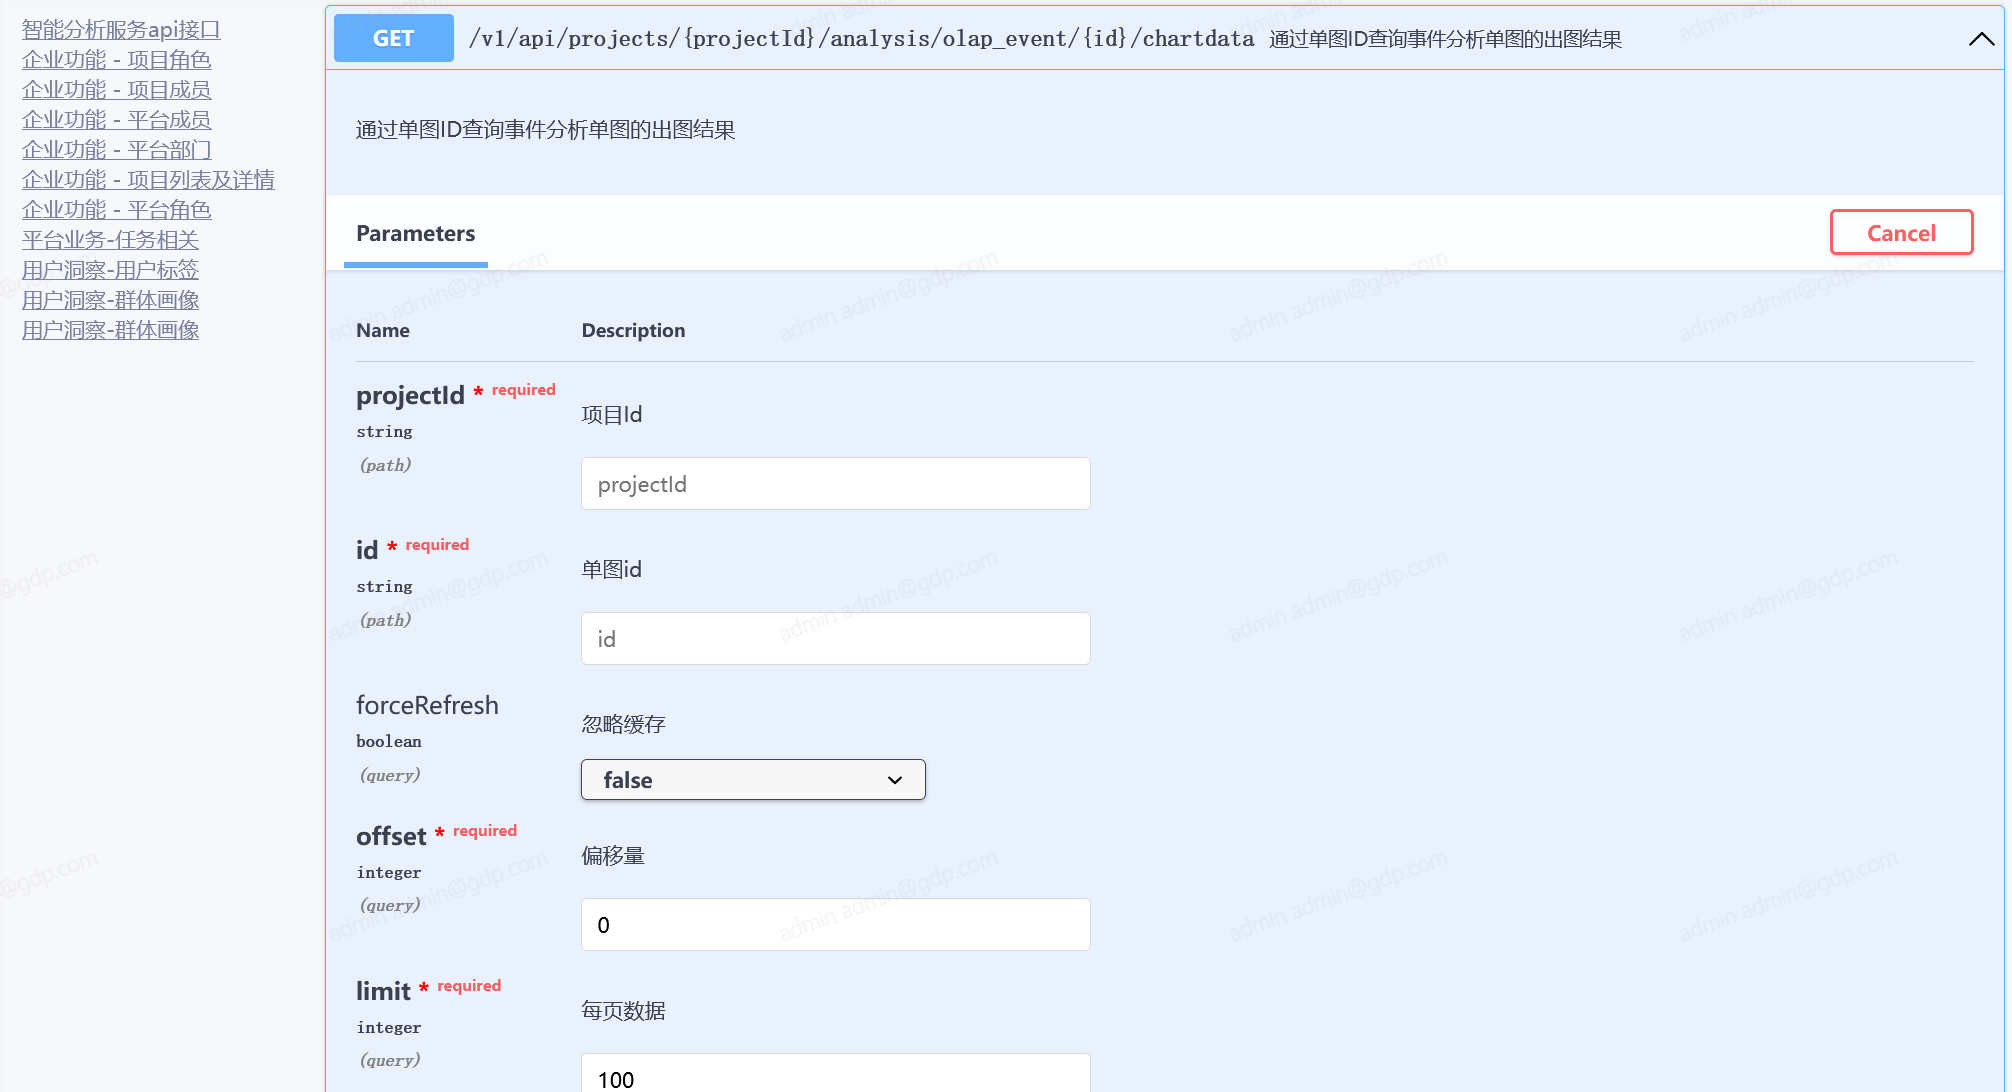 智能分析服务api接口
企业功能 - 项目角色
企业功能 - 项目成员
企业功能 - 平台成员
企业功能 - 平台部门
企业功能 - 项目列表及详情
企业功能 - 平台角色
平台业务-任务相关
用户洞察-用户标签
用户洞察-群体画像
用户洞察-群体画像
GET /v1/api/projects/{projectId}/analysis/olap_event/{id}/chartdata 通过单图ID查询事件分析单图的出图结果
通过单图ID查询事件分析单图的出图结果
Parameters
Cancel
Name Description
projectId * required
string
(path)
项目Id
projectId
id * required
string
(path)
单图id
id
forceRefresh
boolean
(query)
忽略缓存
false
offset * required
integer
(query)
偏移量
0
limit * required
integer
(query)
每页数据
100
admin admin@gdp.com